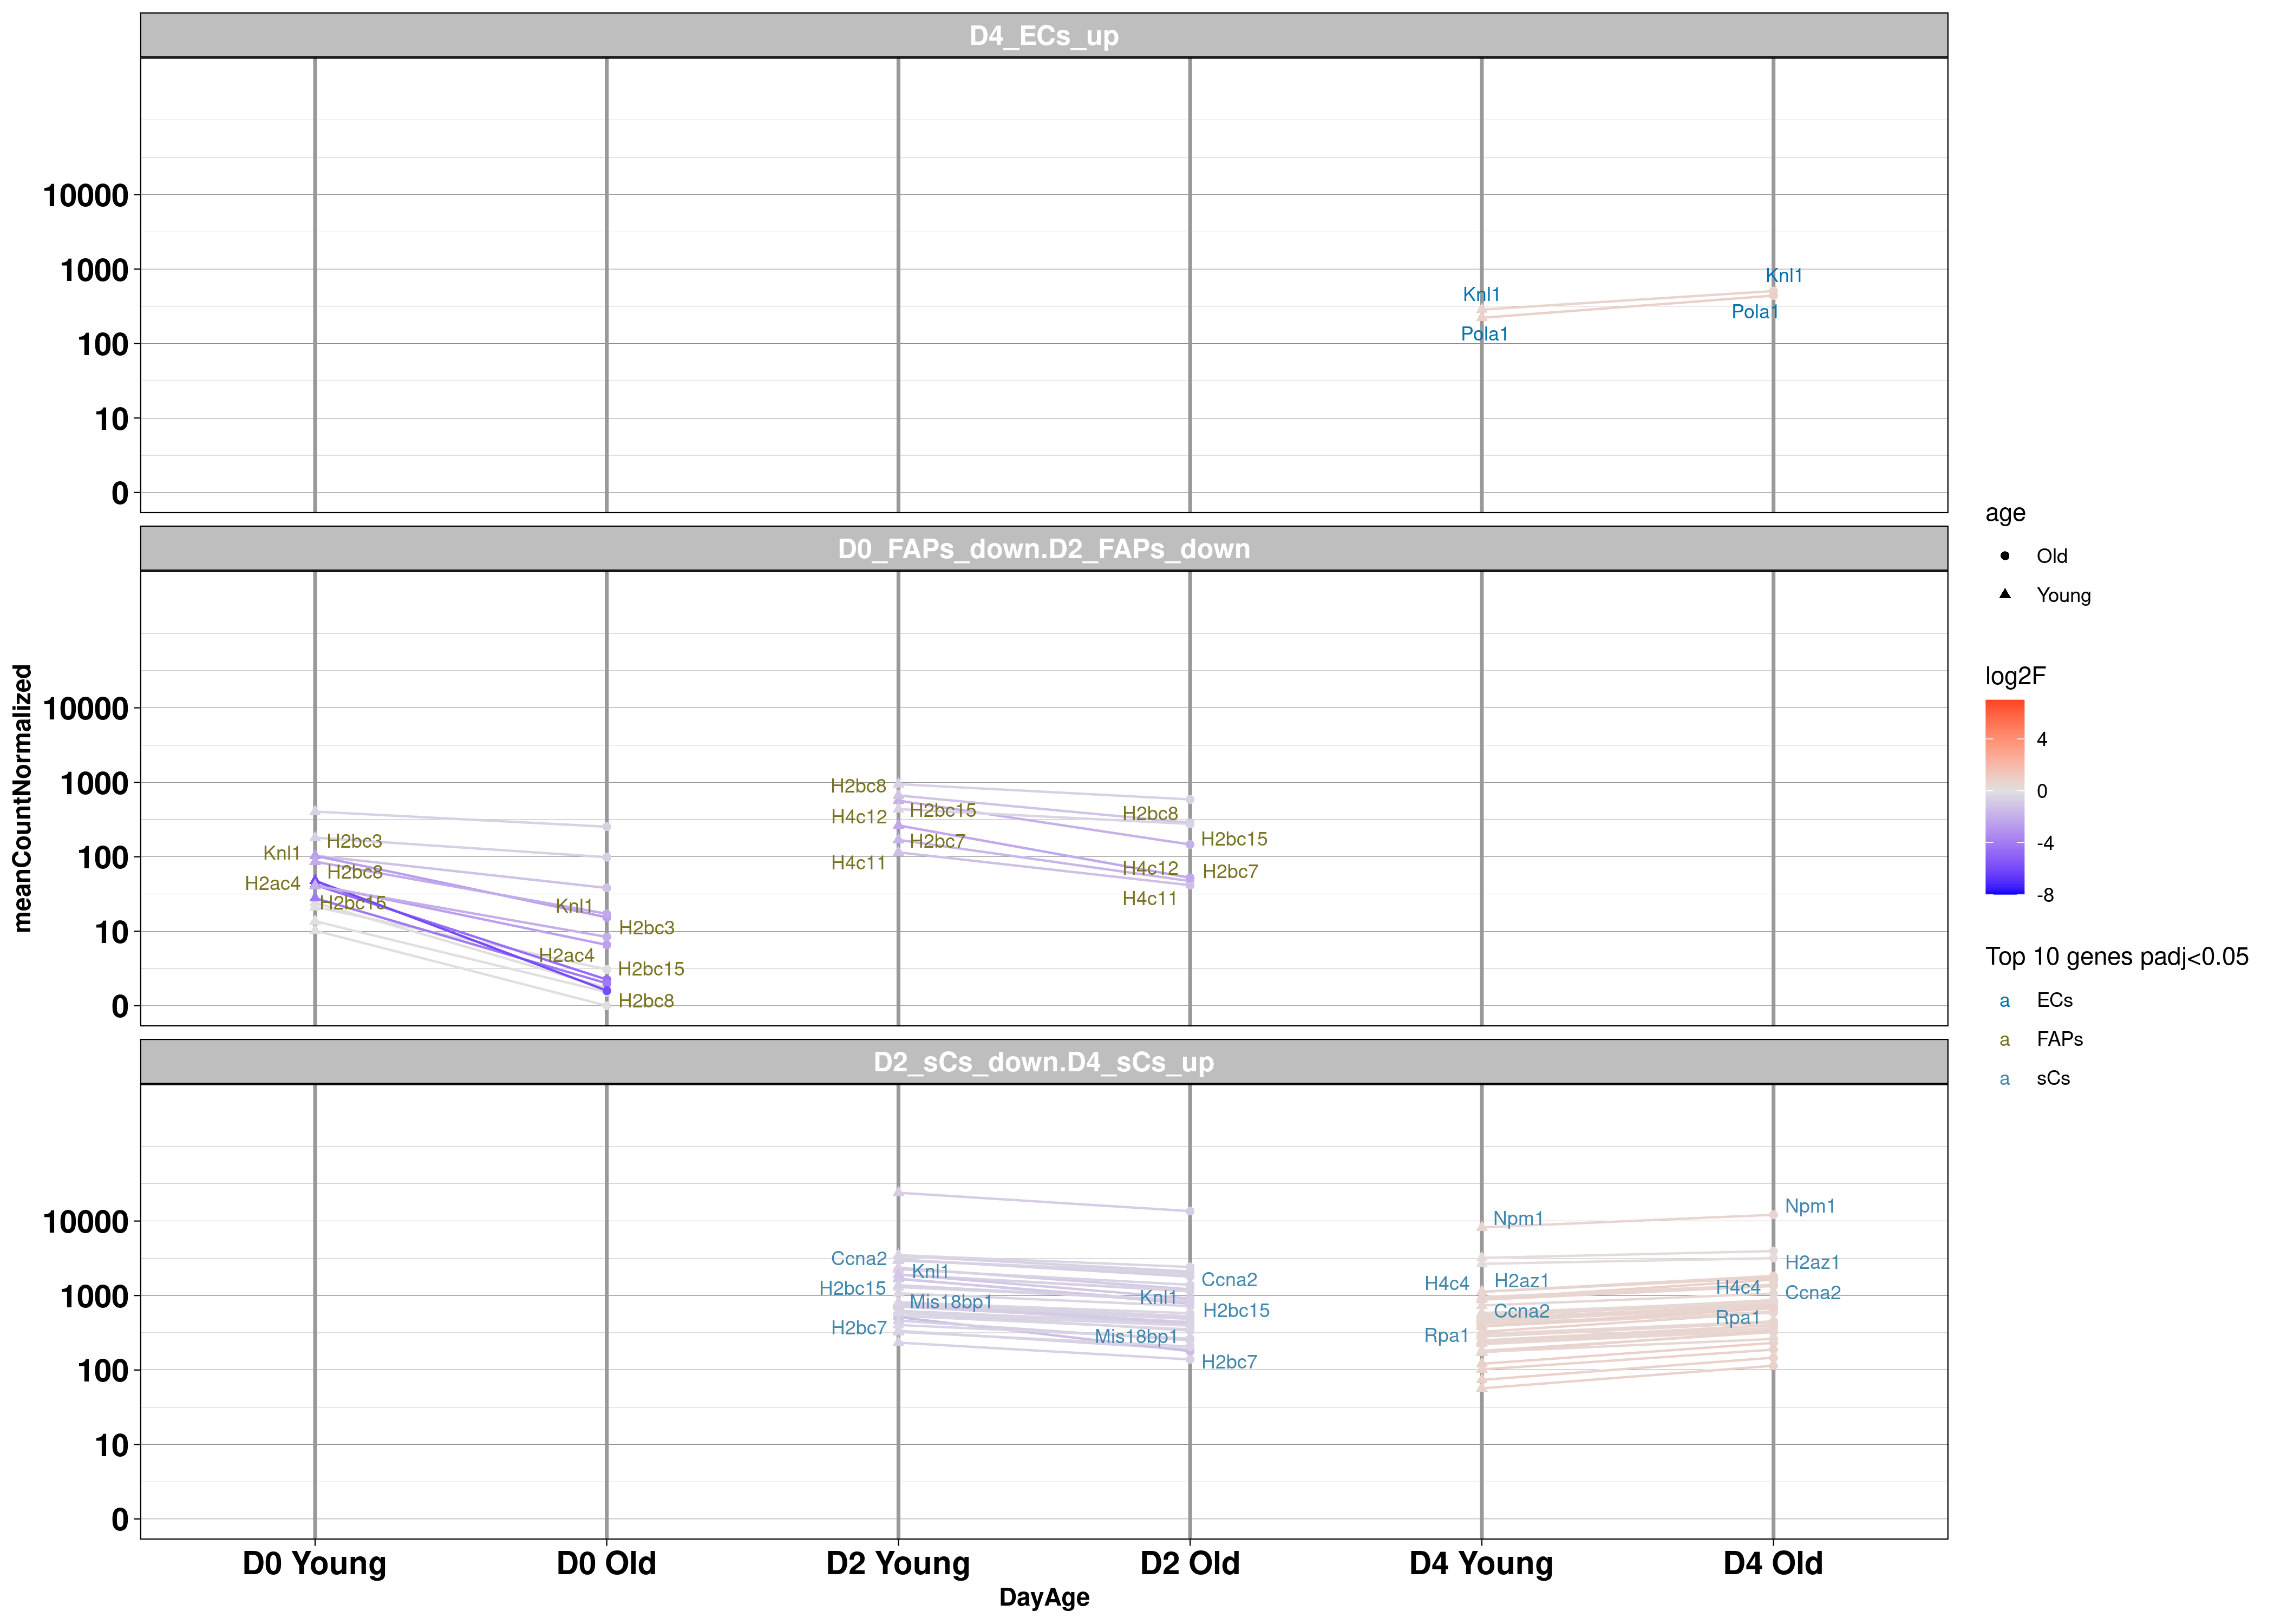 D4_ECs_up
10000
1000
100
10
0
Knl1
Knl1
Pola1
Pola1
D0_FAPs_down.D2_FAPs_down
meanCountNormalized
10000
1000
100
10
0
H2bc3
Knl1
H2bc8
H2ac4
H2bc15
Knl1
H2bc3
H2ac4
H2bc15
H2bc8
H2bc8
H2bc15
H4c12
H2bc7
H4c11
H2bc8
H2bc15
H4c12
H2bc7
H4c11
D2_sCs_down.D4_sCs_up
10000
1000
100
10
0
Ccna2
Knl1
H2bc15
Mis18bp1
H2bc7
Ccna2
Knl1
H2bc15
Mis18bp1
H2bc7
Npm1
H4c4
H2az1
Ccna2
Rpa1
Npm1
H2az1
H4c4
Ccna2
Rpa1
D0 Young
D0 Old
D2 Young
D2 Old
D4 Young
D4 Old
DayAge
age
Old
Young
log2F
4
0
-4
-8
Top 10 genes padj<0.05
a ECs
a FAPs
a sCs